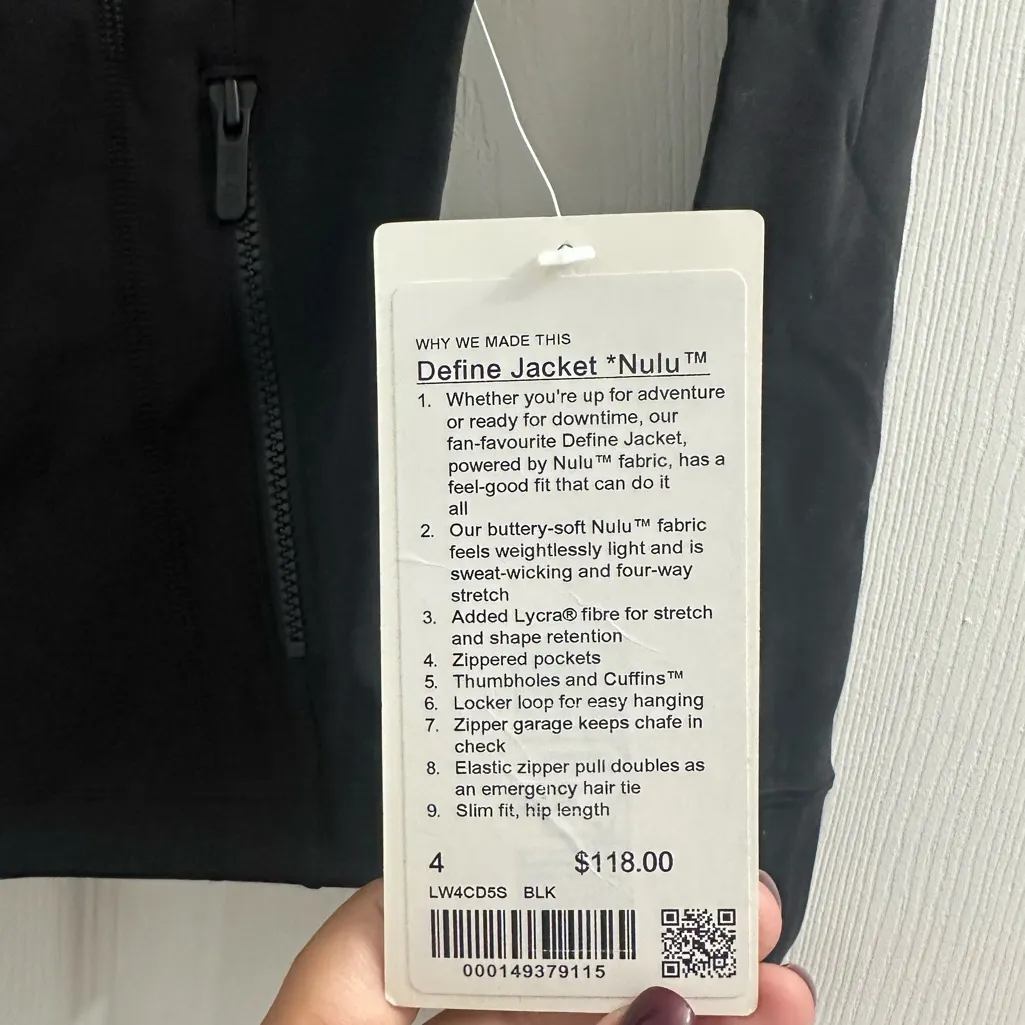 WHY WE MADE THIS
Define Jacket *Nulu™
1. Whether you're up for adventure
or ready for downtime, our
fan-favourite Define Jacket,
powered by Nulu™ fabric, has a
feel-good fit that can do it
all
2. Our buttery-soft Nulu™ fabric
feels weightlessly light and is
sweat-wicking and four-way
stretch
3. Added Lycra® fibre for stretch
and shape retention
4. Zippered pockets
5. Thumbholes and Cuffins™
6. Locker loop for easy hanging
7. Zipper garage keeps chafe in
check
8. Elastic zipper pull doubles as
an emergency hair tie
9. Slim fit, hip length
4 $118.00
LW4CD5S BLK
000149379115